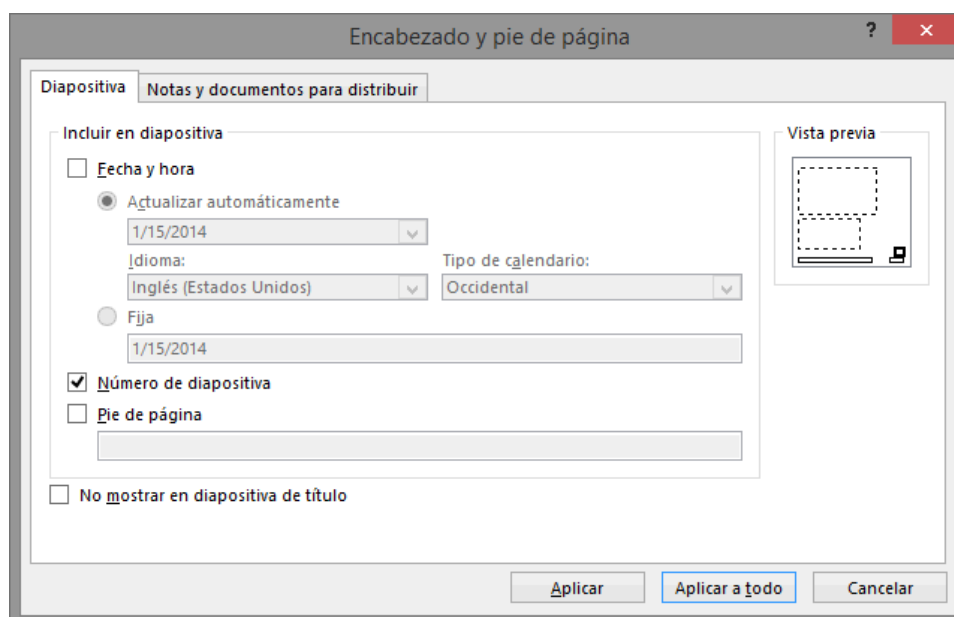 Encabezado y pie de página
?
Diapositiva
Notas y documentos para distribuir
Incluir en diapositiva
Vista previa
Fecha y hora
Actualizar automáticamente
1/15/2014
Idioma:
Tipo de calendario:
Inglés (Estados Unidos)
Occidental
Fija
1/15/2014
Número de diapositiva
Pie de página
No mostrar en diapositiva de título
Aplicar
Aplicar a todo
Cancelar